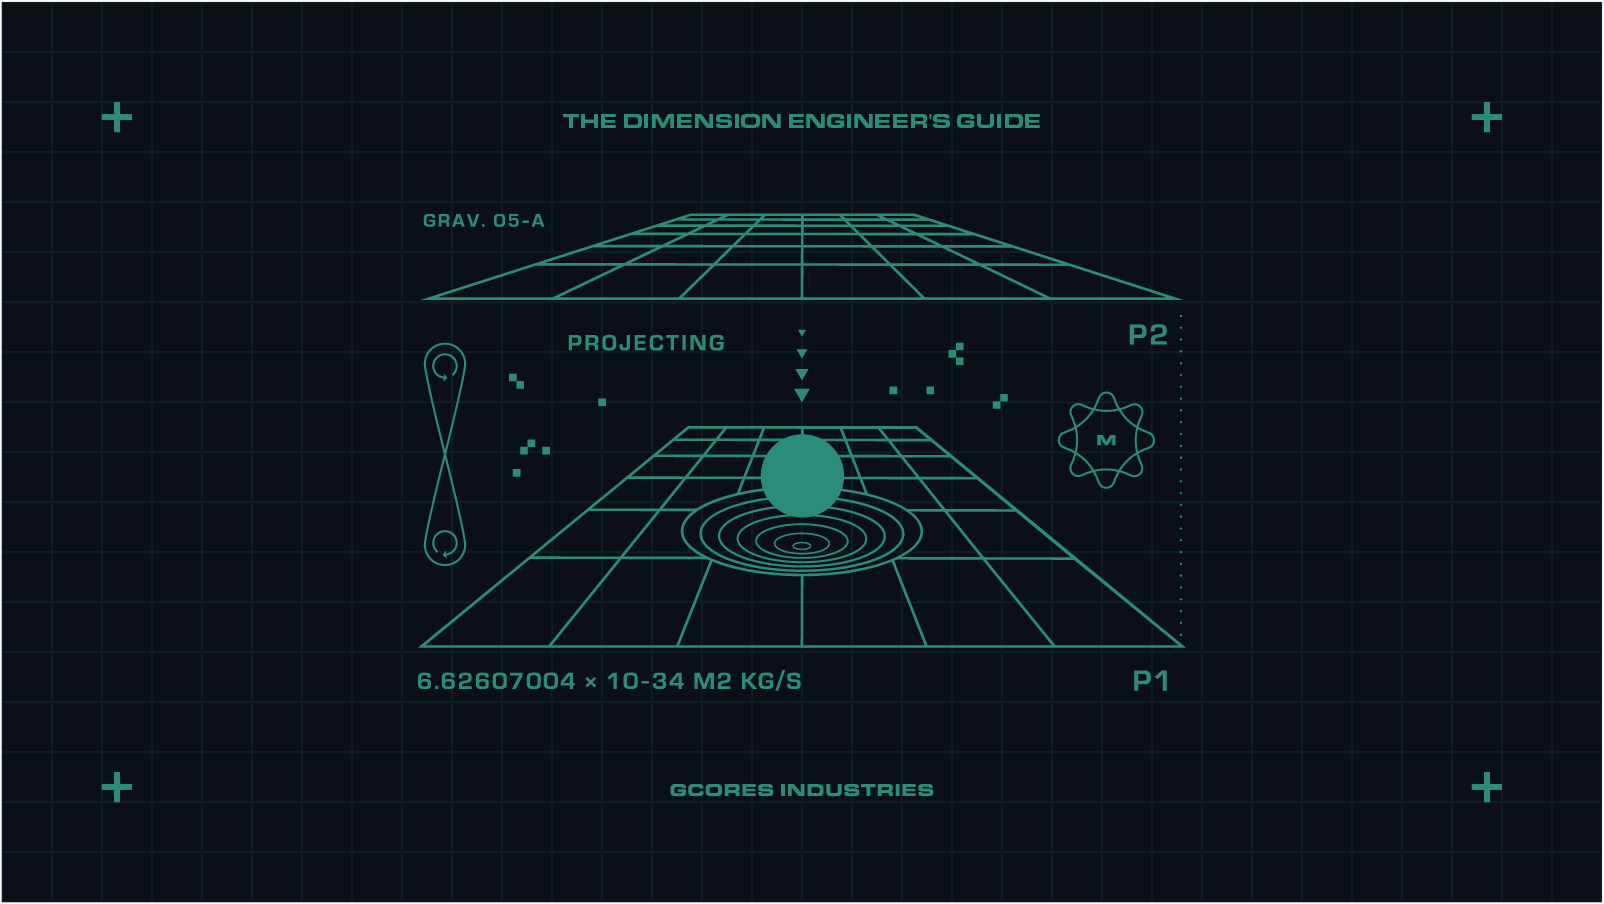 THE DIMENSION ENGINEER'S GUIDE
GRAV. 05-A
PROJECTING
P2
M
6.62607004 × 10-34 M2 KG/S
P1
GCORES INDUSTRIES